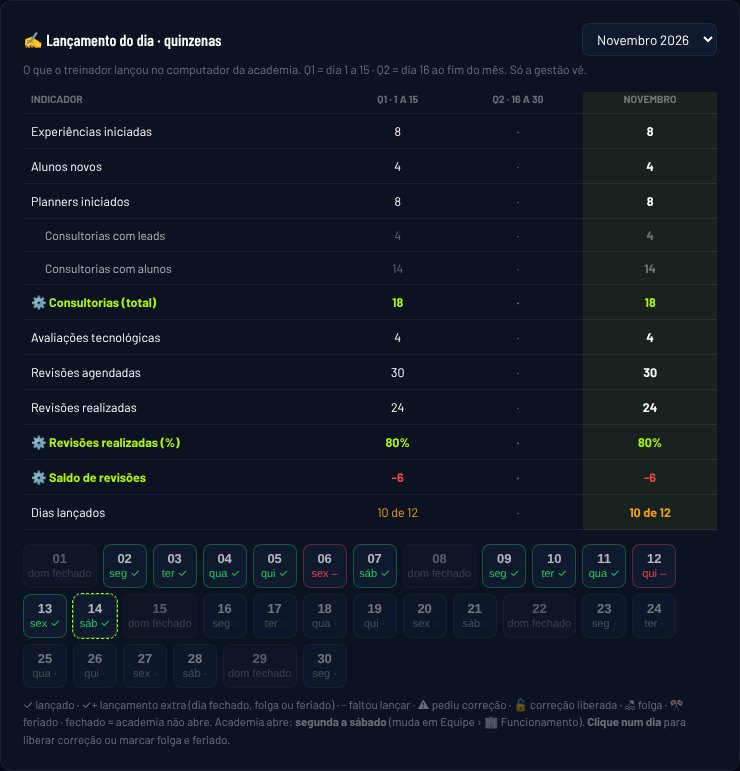 ✍️ Lançamento do dia · quinzenas
Novembro 2026
O que o treinador lançou no computador da academia. Q1 = dia 1 a 15 · Q2 = dia 16 ao fim do mês. Só a gestão vê.
INDICADOR Q1 · 1 A 15 Q2 · 16 A 30 NOVEMBRO
Experiências iniciadas 8 · 8
Alunos novos 4 · 4
Planners iniciados 8 · 8
Consultorias com leads 4 · 4
Consultorias com alunos 14 · 14
⚙️ Consultorias (total) 18 · 18
Avaliações tecnológicas 4 · 4
Revisões agendadas 30 · 30
Revisões realizadas 24 · 24
⚙️ Revisões realizadas (%) 80% · 80%
⚙️ Saldo de revisões -6 · -6
Dias lançados 10 de 12 · 10 de 12
01 02 03 04 05 06 07 08 09 10 11 12
dom fechado seg ✓ ter ✓ qua ✓ qui ✓ sex – sáb ✓ dom fechado seg ✓ ter ✓ qua ✓ qui –
13 14 15 16 17 18 19 20 21 22 23 24
sex ✓ sáb ✓ dom fechado seg · ter · qua · qui · sex · sáb · dom fechado seg · ter ·
25 26 27 28 29 30
qua · qui · sex · sáb · dom fechado seg ·
✓ lançado · ✓+ lançamento extra (dia fechado, folga ou feriado) · – faltou lançar · ⚠ pediu correção · 🔓 correção liberada · 🏖 folga · 🎌
feriado · fechado = academia não abre. Academia abre: segunda a sábado (muda em Equipe › 🏢 Funcionamento). Clique num dia para
liberar correção ou marcar folga e feriado.